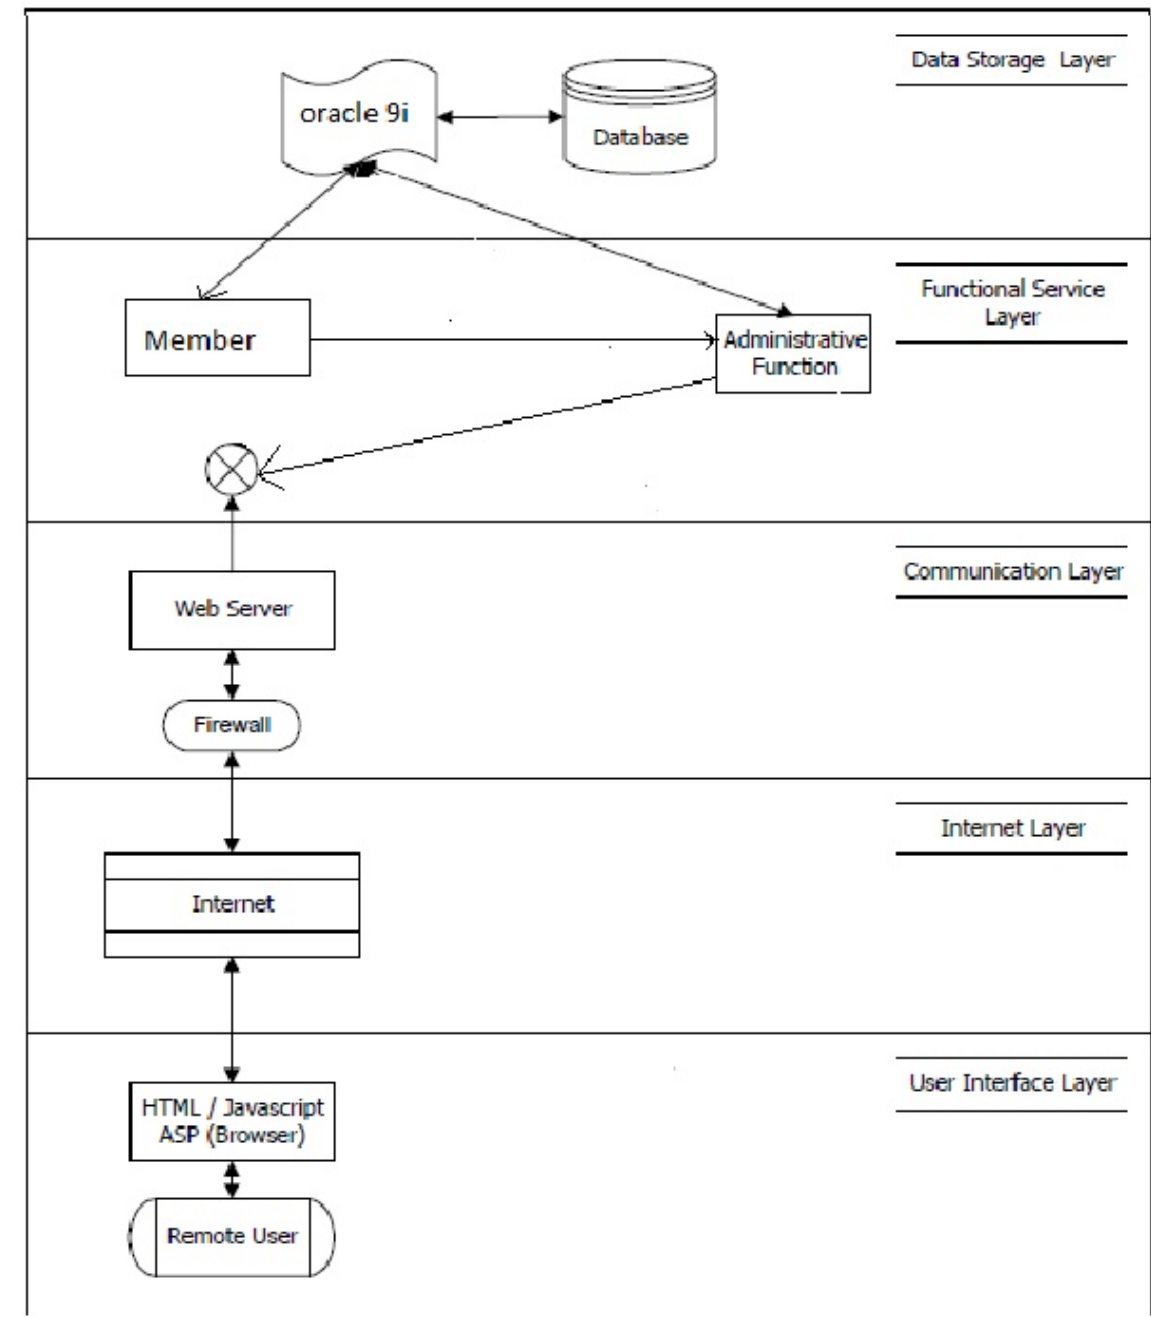 Data Storage Layer
oracle 9i
Database
Functional Service
Layer
Member
Administrative
Function
Communication Layer
Web Server
Firewall
Internet Layer
Internet
User Interface Layer
HTML / Javascript
ASP (Browser)
Remote User